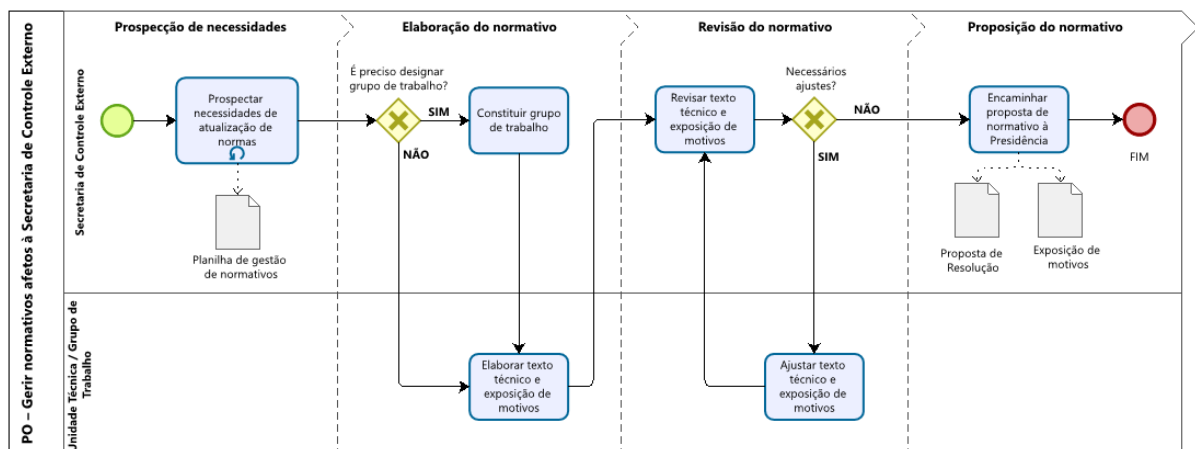 PO – Gerir normativos afetos à Secretaria de Controle Externo
Prospecção de necessidades
Elaboração do normativo
Revisão do normativo
Proposição do normativo
Secretaria de Controle Externo
Prospectar
necessidades de
atualização de
normas
Planilha de gestão
de normativos
É preciso designar
grupo de trabalho?
SIM
NÃO
Constituir grupo
de trabalho
Revisar texto
técnico e
exposição de
motivos
Necessários
ajustes?
NÃO
SIM
Encaminhar
proposta de
normativo à
Presidência
FIM
Proposta de
Resolução
Exposição de
motivos
Unidade Técnica / Grupo de
Trabalho
Elaborar texto
técnico e
exposição de
motivos
Ajustar texto
técnico e
exposição de
motivos